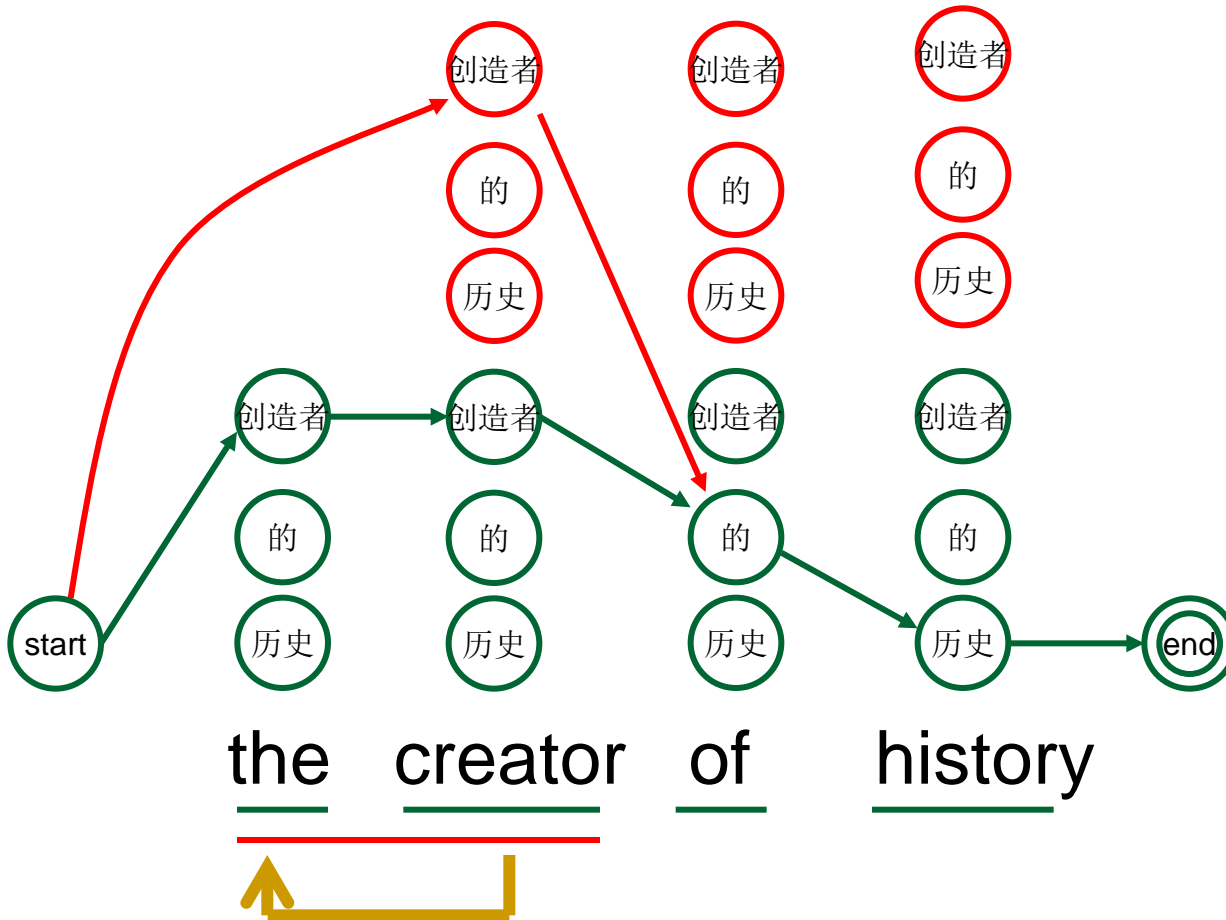 创造者 创造者 创造者
的 的 的
历史 历史 历史
创造者 创造者 创造者 创造者
的 的 的 的
start 历史 历史 历史 历史 end
the creator of history